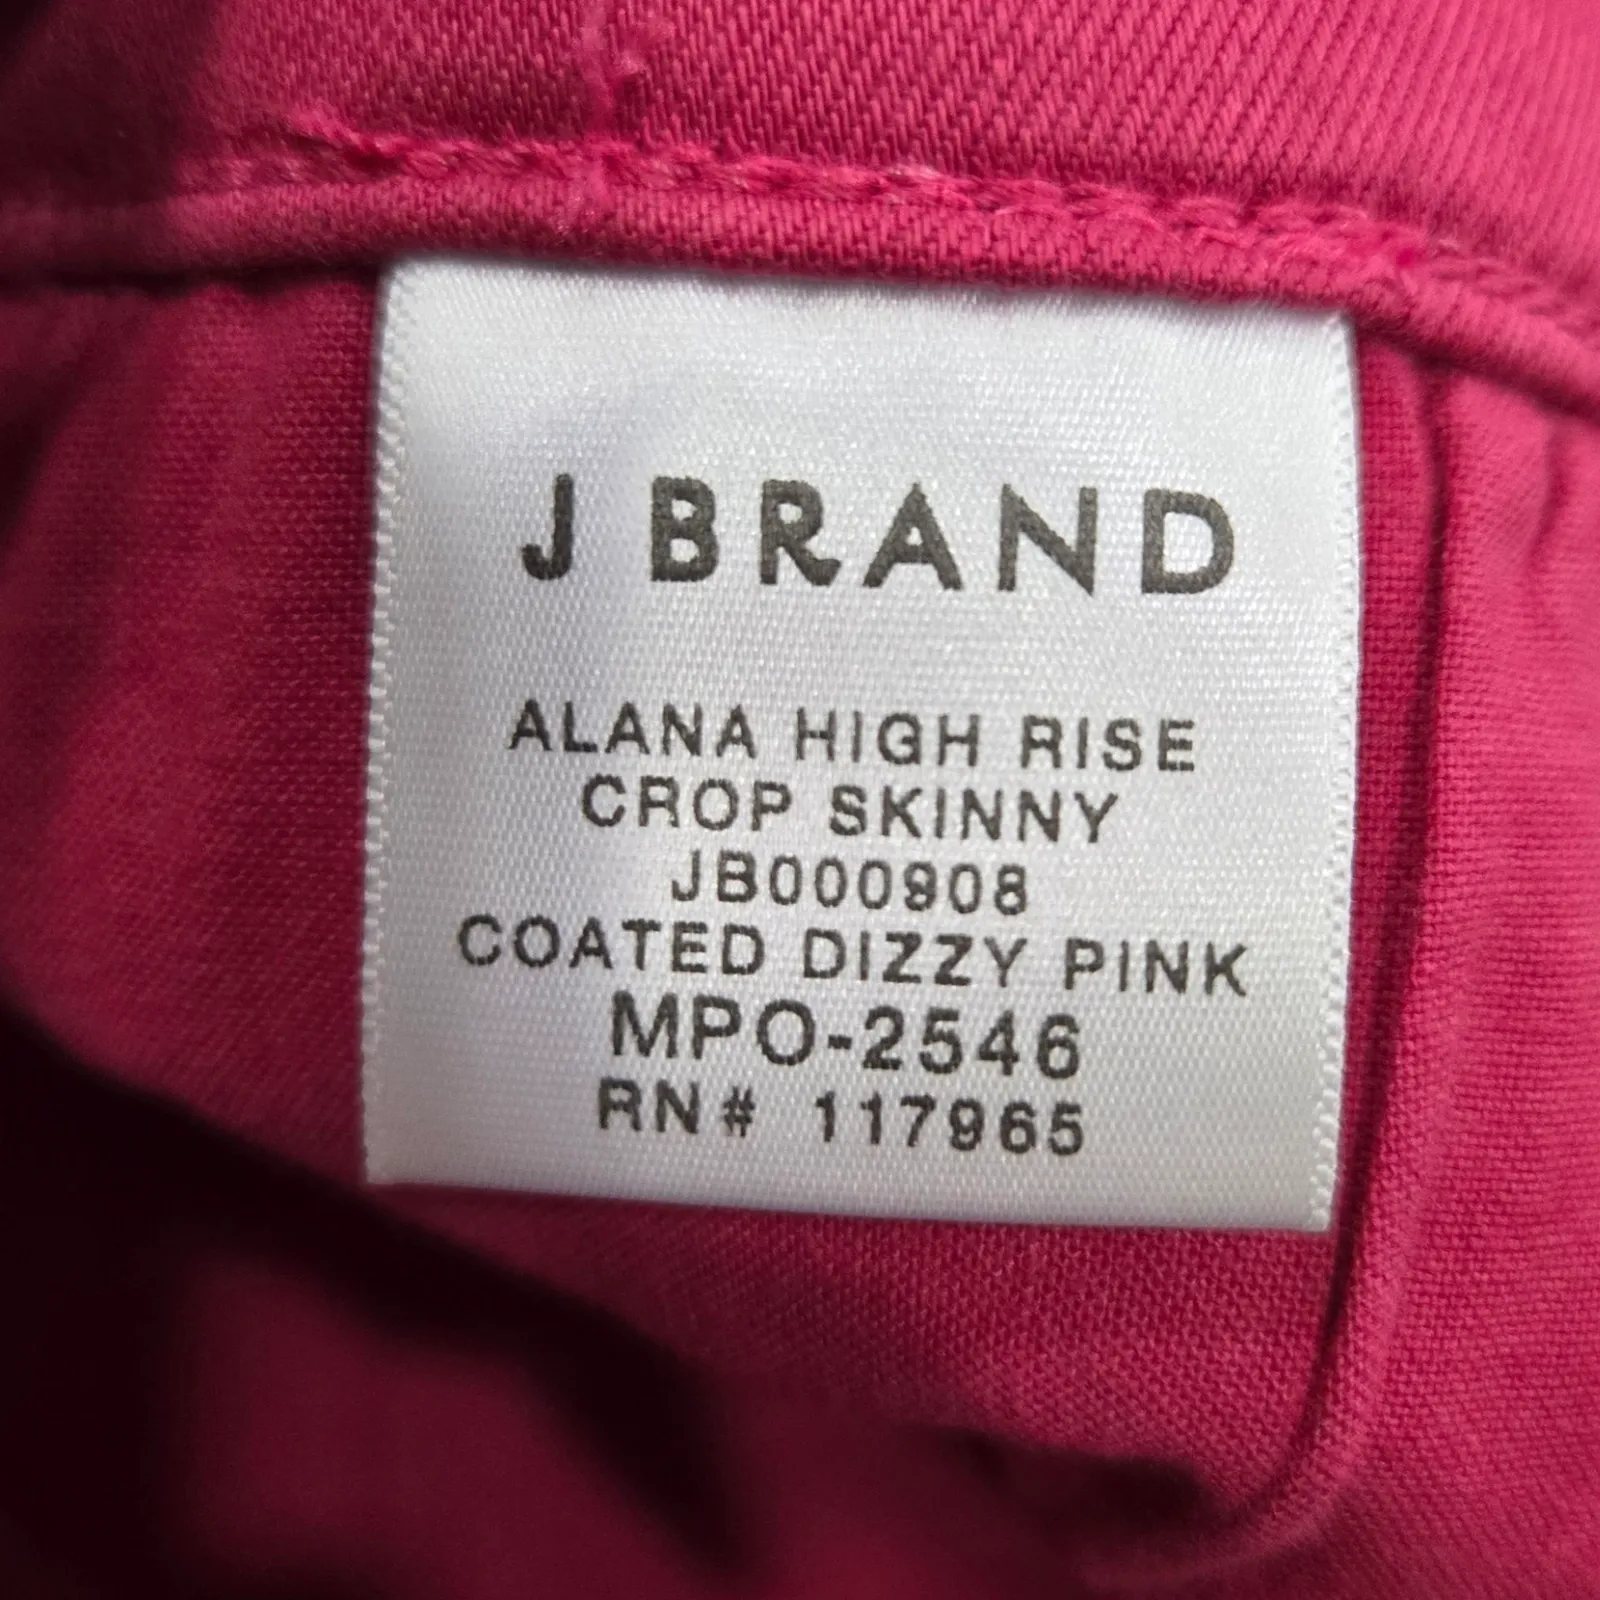 J BRAND
ALANA HIGH RISE
CROP SKINNY
JB000908
COATED DIZZY PINK
MPO-2546
RN# 117965